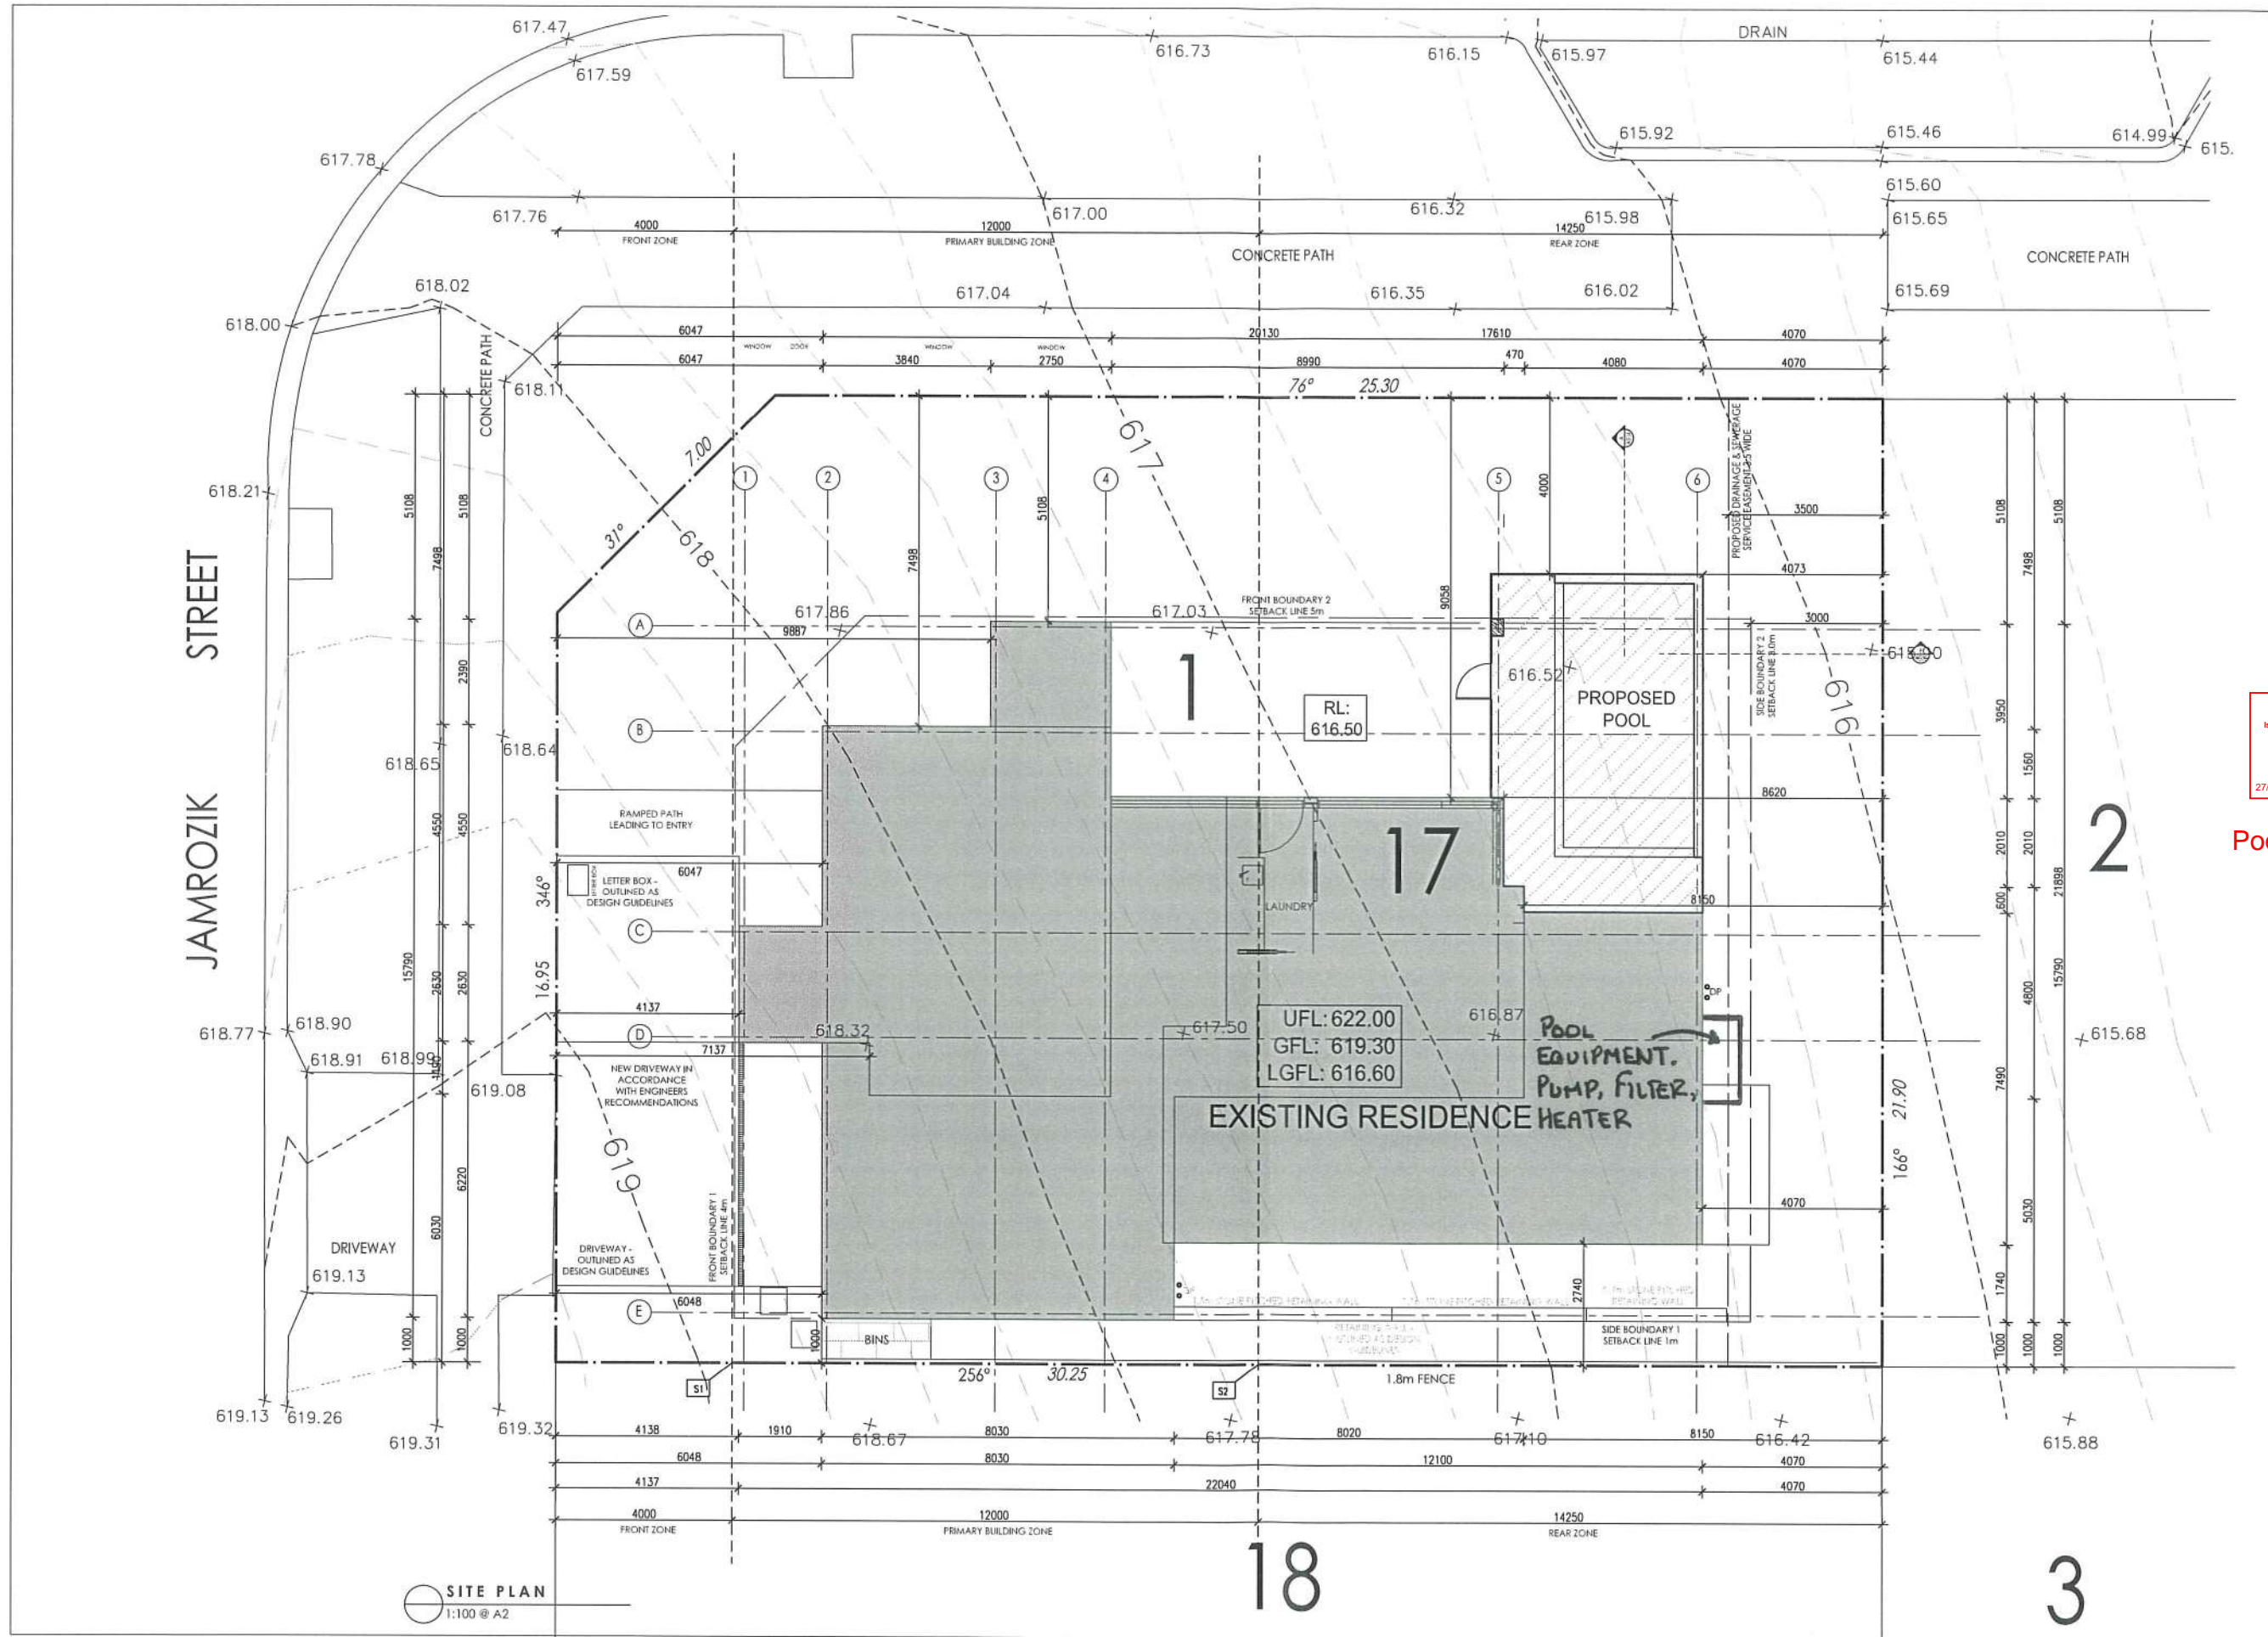 617.47
617.59
616.73
616.15
615.97
DRAIN
615.44
617.78
615.92
615.46
614.99
615.
617.76
617.00
616.32
615.98
615.60
615.65
4000
FRONT ZONE
12000
PRIMARY BUILDING ZONE
14250
REAR ZONE
CONCRETE PATH
CONCRETE PATH
618.02
617.04
616.35
616.02
615.69
618.00
CONCRETE PATH
6047
20130
17610
4070
WINDOW
DOOR
WINDOW
WINDOW
6047
3840
2750
8990
470
4080
4070
618.11
76° 25.30
7.00
31°
617
618
1
2
3
4
5
6
618.21
5108
7498
5108
7498
5108
9058
4000
PROPOSED DRAINAGE & SEWERAGE
SERVICE EASEMENT 3.5 WIDE
3500
4073
5108
7498
5108
STREET
JAMROZIK
A
617.86
9887
617.03
FRONT BOUNDARY 2
SETBACK LINE 5m
3000
616.52
PROPOSED
POOL
SIDE BOUNDARY 2
SETBACK LINE 3.0m
616
1
RL:
616.50
B
2390
618.65
618.64
3950
1560
27/
8620
RAMPED PATH
LEADING TO ENTRY
4550
4550
17
2010
2010
21898
2
Poo
6047
LETTER BOX -
OUTLINED AS
DESIGN GUIDELINES
346°
LAUNDRY
8150
600
C
15790
2630
2630
16.95
4137
DP
4800
15790
618.77
618.90
D
618.32
617.50
616.87
UFL: 622.00
GFL: 619.30
LGFL: 616.60
POOL
EQUIPMENT.
PUMP, FILTER,
HEATER
615.68
618.91
618.99
7137
619.08
NEW DRIVEWAY IN
ACCORDANCE
WITH ENGINEERS
RECOMMENDATIONS
EXISTING RESIDENCE
7490
21.90
166°
619
6220
6030
FRONT BOUNDARY 1
SETBACK LINE 4m
4070
5030
DRIVEWAY
DRIVEWAY -
OUTLINED AS
DESIGN GUIDELINES
619.13
6048
E
2740
1740
1000
1000
BINS
1000
SIDE BOUNDARY 1
SETBACK LINE 1m
1000
1000
1000
S1
256° 30.25
S2
1.8m FENCE
619.13
619.26
619.31
619.32
4138
1910
618.67
8030
617.78
8020
617.10
8150
616.42
615.88
6048
8030
12100
4070
4137
22040
4070
4000
FRONT ZONE
12000
PRIMARY BUILDING ZONE
14250
REAR ZONE
18
3
SITE PLAN
1:100 @ A2